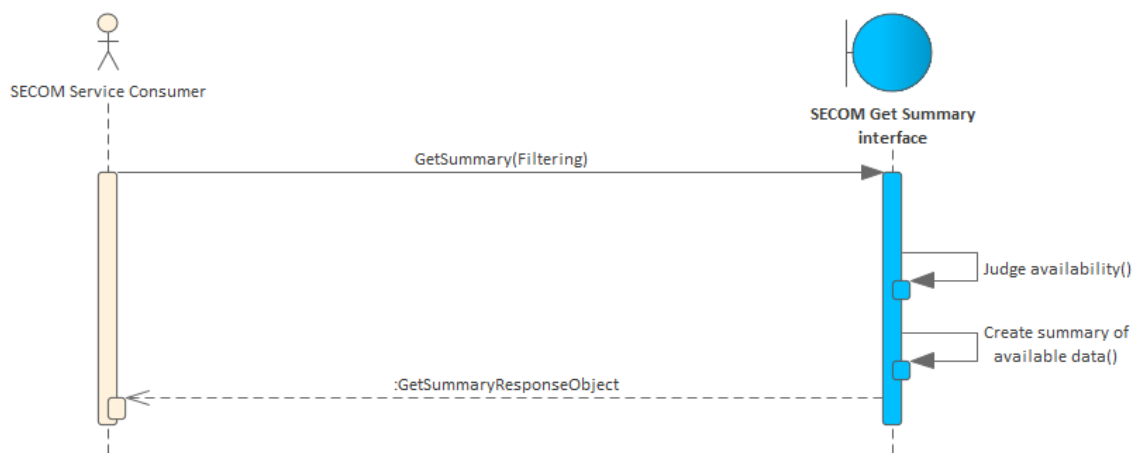 SECOM Service Consumer
SECOM Get Summary
interface
GetSummary(Filtering)
Judge availability()
Create summary of
available data()
:GetSummaryResponseObject